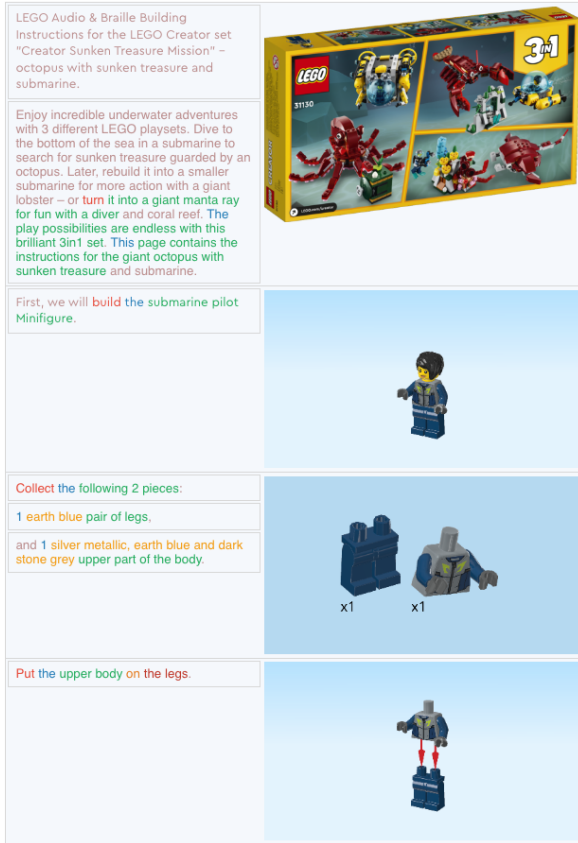 LEGO Audio & Braille Building
Instructions for the LEGO Creator set
"Creator Sunken Treasure Mission" –
octopus with sunken treasure and
submarine.
LEGO
31130
3in1
CREATOR
LEGO.com/creator
Enjoy incredible underwater adventures
with 3 different LEGO playsets. Dive to
the bottom of the sea in a submarine to
search for sunken treasure guarded by an
octopus. Later, rebuild it into a smaller
submarine for more action with a giant
lobster – or turn it into a giant manta ray
for fun with a diver and coral reef. The
play possibilities are endless with this
brilliant 3in1 set. This page contains the
instructions for the giant octopus with
sunken treasure and submarine.
First, we will build the submarine pilot
Minifigure.
Collect the following 2 pieces:
1 earth blue pair of legs,
and 1 silver metallic, earth blue and dark
stone grey upper part of the body.
x1 x1
Put the upper body on the legs.